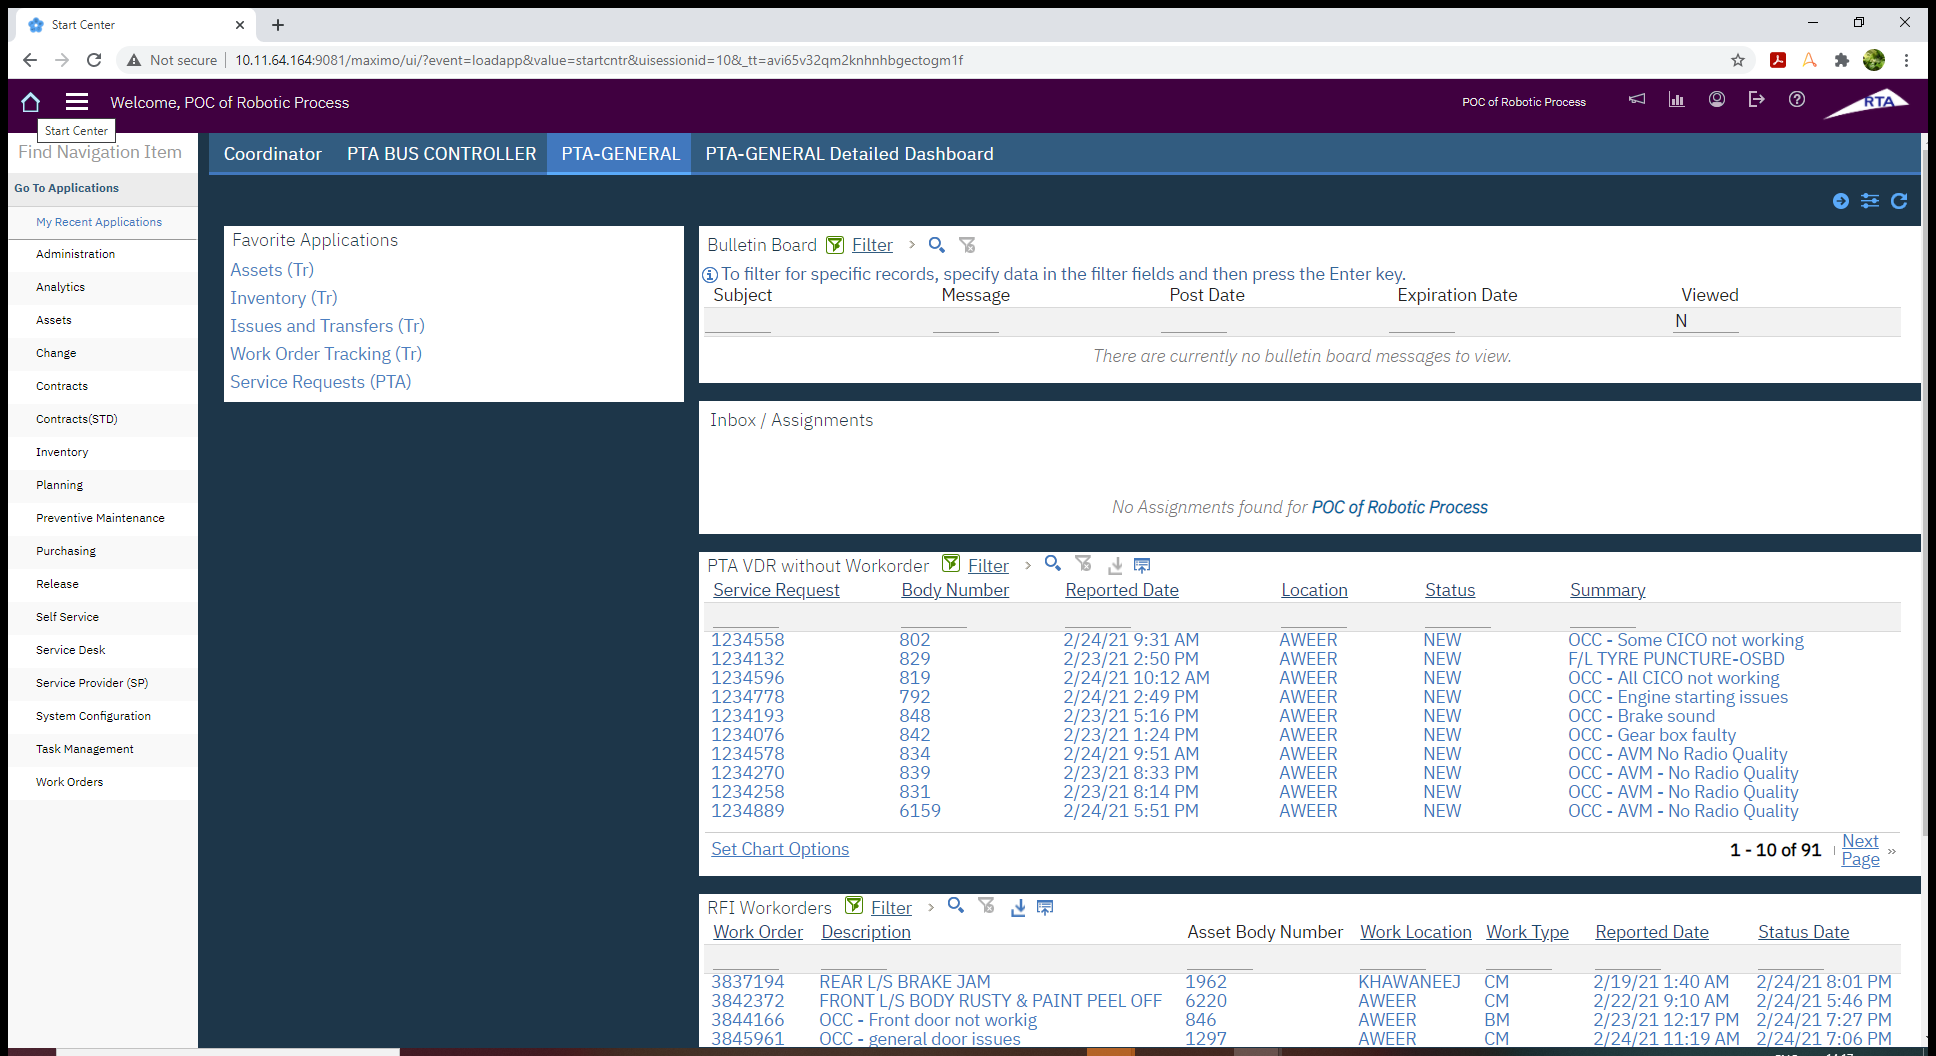 Start Center
Not secure
10.11.64.164:9081/maximo/ui/?event=loadapp&value=startcntr&uisessionid=10&_tt=avi65v32qm2knhnhbgectogm1f
Welcome, POC of Robotic Process
POC of Robotic Process
RTA
Start Center
Find Navigation Item
Go To Applications
My Recent Applications
Administration
Analytics
Assets
Change
Contracts
Contracts(STD)
Inventory
Planning
Preventive Maintenance
Purchasing
Release
Self Service
Service Desk
Service Provider (SP)
System Configuration
Task Management
Work Orders
Coordinator PTA BUS CONTROLLER PTA-GENERAL PTA-GENERAL Detailed Dashboard
Favorite Applications
Assets (Tr)
Inventory (Tr)
Issues and Transfers (Tr)
Work Order Tracking (Tr)
Service Requests (PTA)
Bulletin Board Filter
To filter for specific records, specify data in the filter fields and then press the Enter key.
Subject Message Post Date Expiration Date Viewed
N
There are currently no bulletin board messages to view.
Inbox / Assignments
No Assignments found for POC of Robotic Process
PTA VDR without Workorder Filter
Service Request Body Number Reported Date Location Status Summary
1234558 802 2/24/21 9:31 AM AWEER NEW OCC - Some CICO not working
1234132 829 2/23/21 2:50 PM AWEER NEW F/L TYRE PUNCTURE-OSBD
1234596 819 2/24/21 10:12 AM AWEER NEW OCC - All CICO not working
1234778 792 2/24/21 2:49 PM AWEER NEW OCC - Engine starting issues
1234193 848 2/23/21 5:16 PM AWEER NEW OCC - Brake sound
1234076 842 2/23/21 1:24 PM AWEER NEW OCC - Gear box faulty
1234578 834 2/24/21 9:51 AM AWEER NEW OCC - AVM No Radio Quality
1234270 839 2/23/21 8:33 PM AWEER NEW OCC - AVM - No Radio Quality
1234258 831 2/23/21 8:14 PM AWEER NEW OCC - AVM - No Radio Quality
1234889 6159 2/24/21 5:51 PM AWEER NEW OCC - AVM - No Radio Quality
Set Chart Options
1 - 10 of 91
Next
Page
RFI Workorders Filter
Work Order Description Asset Body Number Work Location Work Type Reported Date Status Date
3837194 REAR L/S BRAKE JAM 1962 KHAWANEEJ CM 2/19/21 1:40 AM 2/24/21 8:01 PM
3842372 FRONT L/S BODY RUSTY & PAINT PEEL OFF 6220 AWEER CM 2/22/21 9:10 AM 2/24/21 5:46 PM
3844166 OCC - Front door not workig 846 AWEER BM 2/23/21 12:17 PM 2/24/21 7:27 PM
3845961 OCC - general door issues 1297 AWEER CM 2/24/21 11:19 AM 2/24/21 7:06 PM